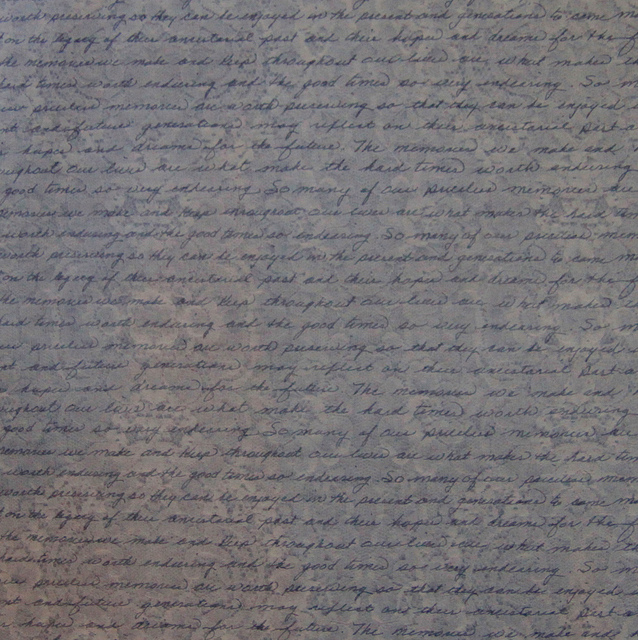 worth preserving so they can be enjoyed in the present and generations to come
on the legacy of their ancestorial past and their hopes and dreams for the
the memories we make and keep throughout our lives are what makes
hard times worth enduring and the good times so very endearing. So
our precious memories are worth preserving so that they can be enjoyed
and future generations may reflect on their ancestorial past
hopes and dreams for the future. The memories we make and
throughout our lives are what make the hard times worth enduring
good times so very endearing So many of our precious memories are
memories we make and keep throughout our lives are what makes the hard
worth enduring and the good times so endearing. So many of our precious
worth preserving so they can be enjoyed in the present and generations to come
on the legacy of their ancestorial past and their hopes and dreams for the
the memories we make and keep throughout our lives are what makes
hard times worth enduring and the good times so very endearing So
our precious memories are worth preserving so that they can be enjoyed
and future generations may reflect on their ancestorial past
hopes and dreams for the future. The memories we make and
throughout our lives are what make the hard times worth enduring
good times so very endearing So many of our precious memories are
memories we make and keep throughout our lives are what makes the hard
worth enduring and the good times so endearing. So many of our precious
worth preserving so they can be enjoyed in the present and generations to come
on the legacy of their ancestorial past and their hopes and dreams for the
the memories we make and keep throughout our lives are what makes
times worth enduring and the good times so very endearing So
our precious memories are worth preserving so that they can be enjoyed
and future generations may reflect on their ancestorial past
hopes and dreams for the future. The memories we make and